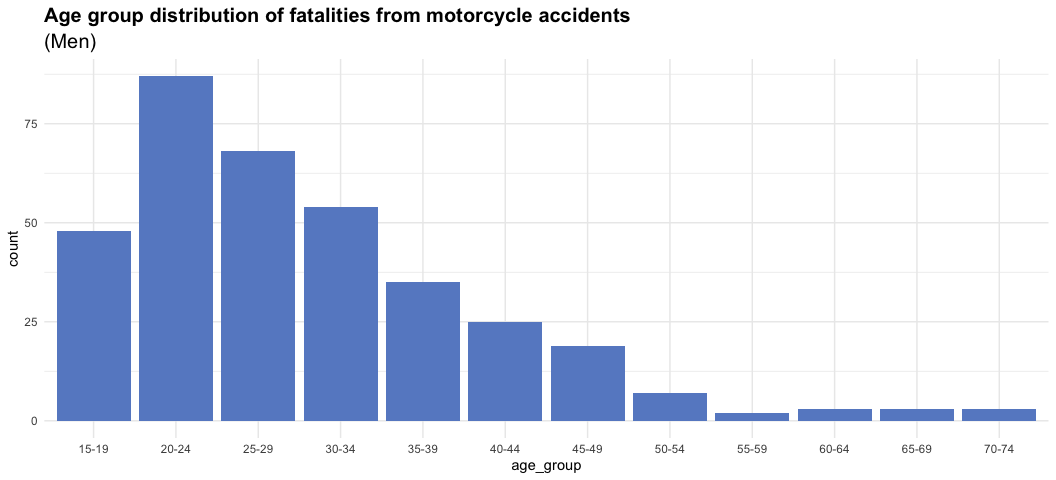 Age group distribution of fatalities from motorcycle accidents
(Men)
75
50
25
0
count
15-19 20-24 25-29 30-34 35-39 40-44 45-49 50-54 55-59 60-64 65-69 70-74
age_group